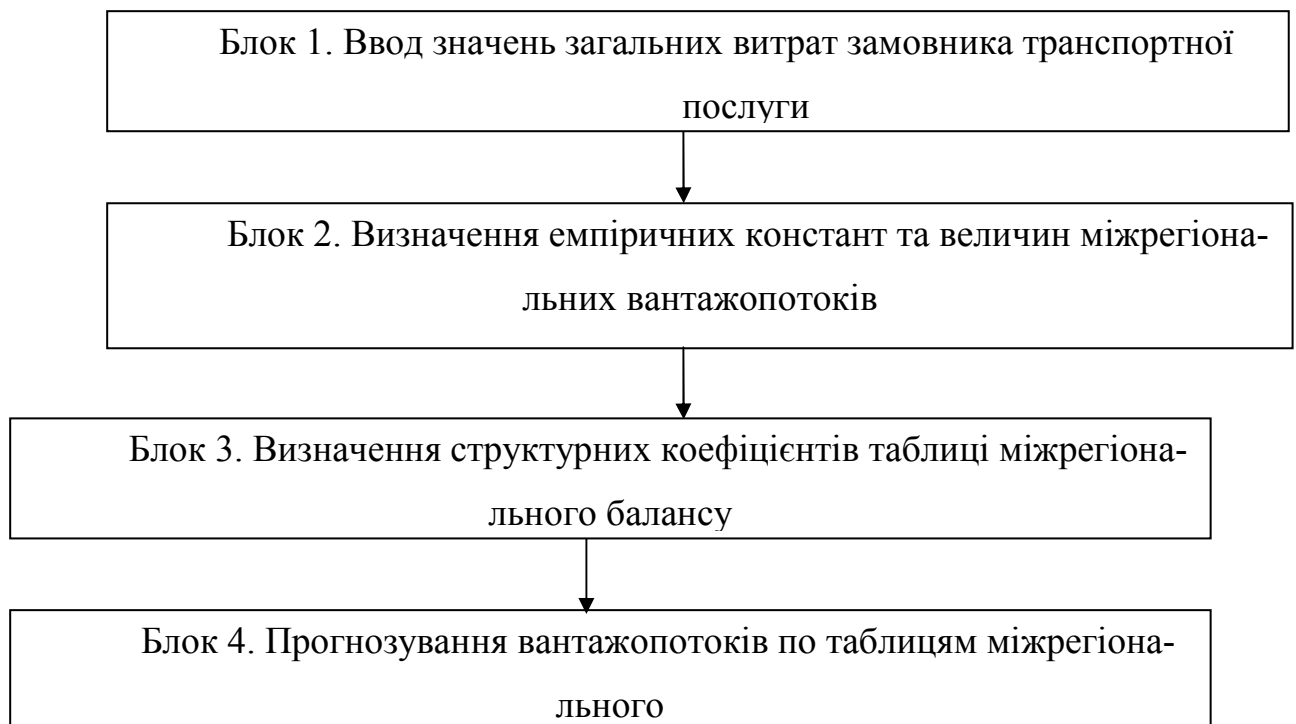 Блок 1. Ввод значень загальних витрат замовника транспортної
послуги
Блок 2. Визначення емпіричних констант та величин міжрегіона-
льних вантажопотоків
Блок 3. Визначення структурних коефіцієнтів таблиці міжрегіона-
льного балансу
Блок 4. Прогнозування вантажопотоків по таблицям міжрегіона-
льного